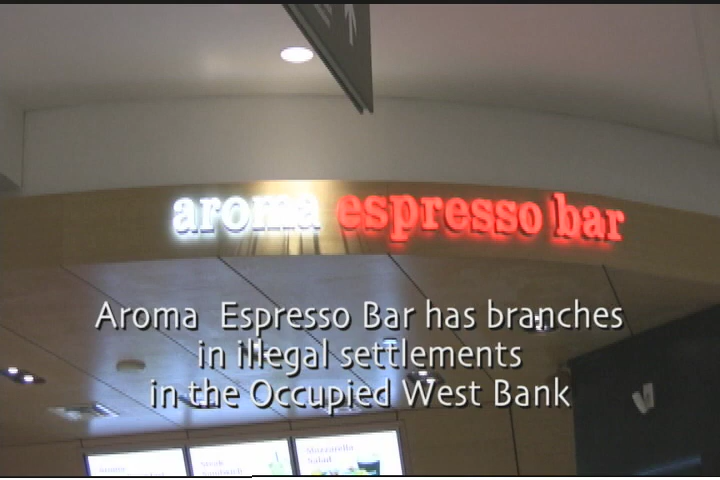 aroma espresso bar
Aroma Espresso Bar has branches
in illegal settlements
in the Occupied West Bank
Mozzarella
Salad